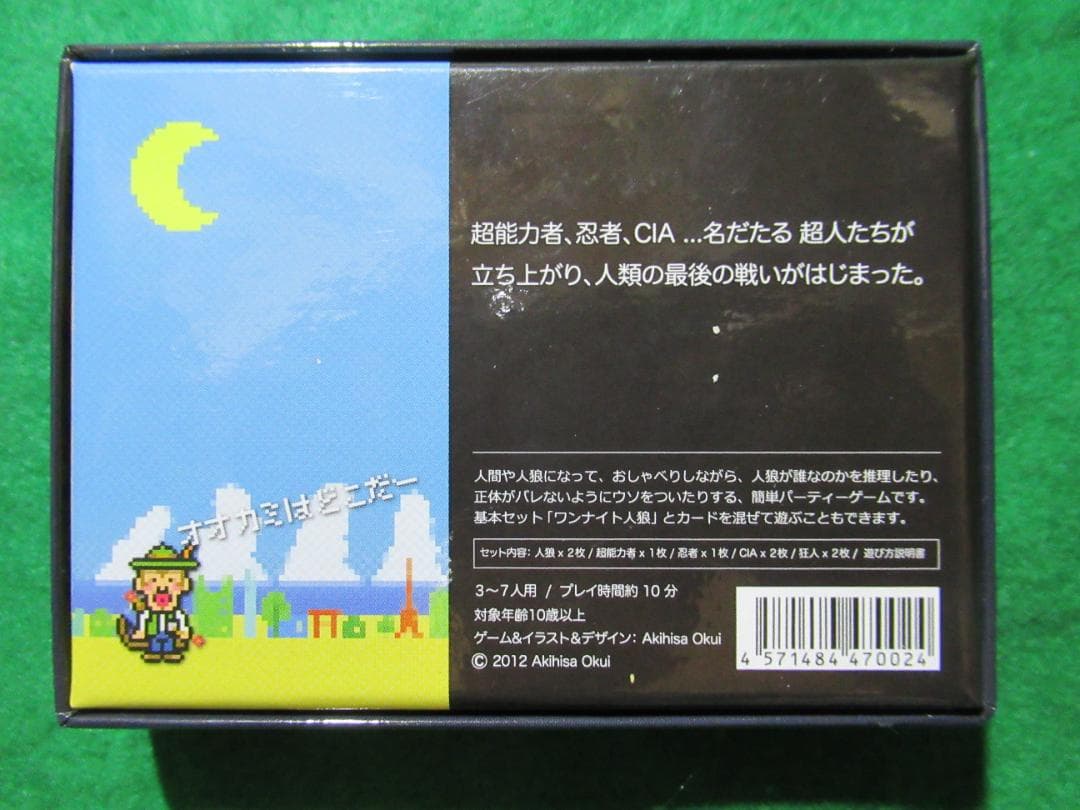 超能力者、忍者、CIA ...名だたる 超人たちが
立ち上がり、人類の最後の戦いがはじまった。
オオカミはどこだー
人間や人狼になって、おしゃべりしながら、人狼が誰なのかを推理したり、
正体がバレないようにウソをついたりする、簡単パーティーゲームです。
基本セット「ワンナイト人狼」とカードを混ぜて遊ぶこともできます。
セット内容: 人狼 x 2枚 / 超能力者 x 1枚 / 忍者 x 1枚 / CIA x 2枚 / 狂人 x 2枚 / 遊び方説明書
3〜7人用 / プレイ時間約 10 分
対象年齢10歳以上
ゲーム&イラスト&デザイン: Akihisa Okui
© 2012 Akihisa Okui
4 571484 470024